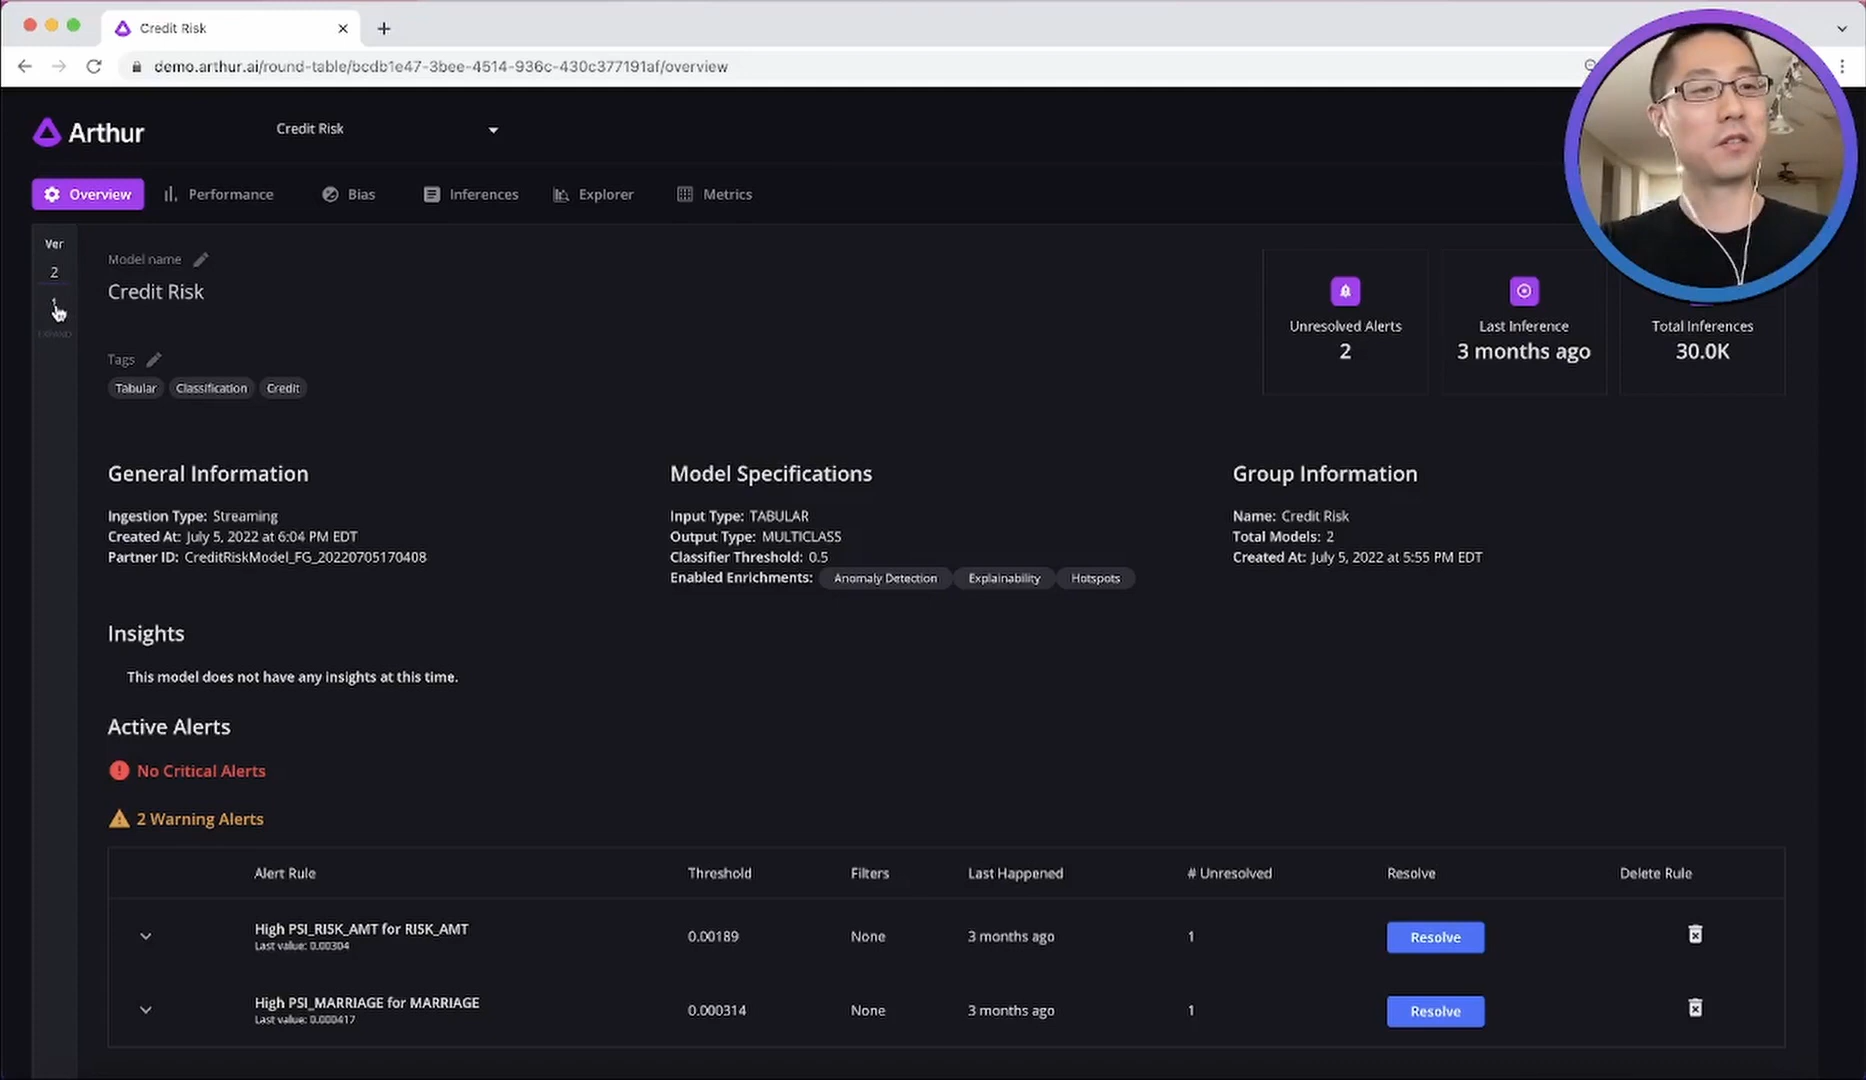 Credit Risk
demo.arthur.ai/round-table/bcdb1e47-3bee-4514-936c-430c377191af/overview
Arthur
Credit Risk
Overview
Performance
Bias
Inferences
Explorer
Metrics
Ver
2
EXPAND
Model name
Credit Risk
Tags
Tabular
Classification
Credit
Unresolved Alerts
2
Last Inference
3 months ago
Total Inferences
30.0K
General Information
Ingestion Type: Streaming
Created At: July 5, 2022 at 6:04 PM EDT
Partner ID: CreditRiskModel_FG_20220705170408
Model Specifications
Input Type: TABULAR
Output Type: MULTICLASS
Classifier Threshold: 0.5
Enabled Enrichments: Anomaly Detection Explainability Hotspots
Group Information
Name: Credit Risk
Total Models: 2
Created At: July 5, 2022 at 5:55 PM EDT
Insights
This model does not have any insights at this time.
Active Alerts
No Critical Alerts
2 Warning Alerts
Alert Rule Threshold Filters Last Happened # Unresolved Resolve Delete Rule
High PSI_RISK_AMT for RISK_AMT 0.00189 None 3 months ago 1 Resolve
Last value: 0.00304
High PSI_MARRIAGE for MARRIAGE 0.000314 None 3 months ago 1 Resolve
Last value: 0.000417